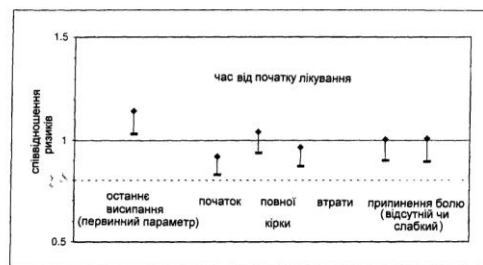 1.5
час від початку лікування
співвідношення
ризиків
1
останнє початок повної втрати припинення болю
висипання кірки (відсутній чи
(первинний параметр) слабкий)
0.5